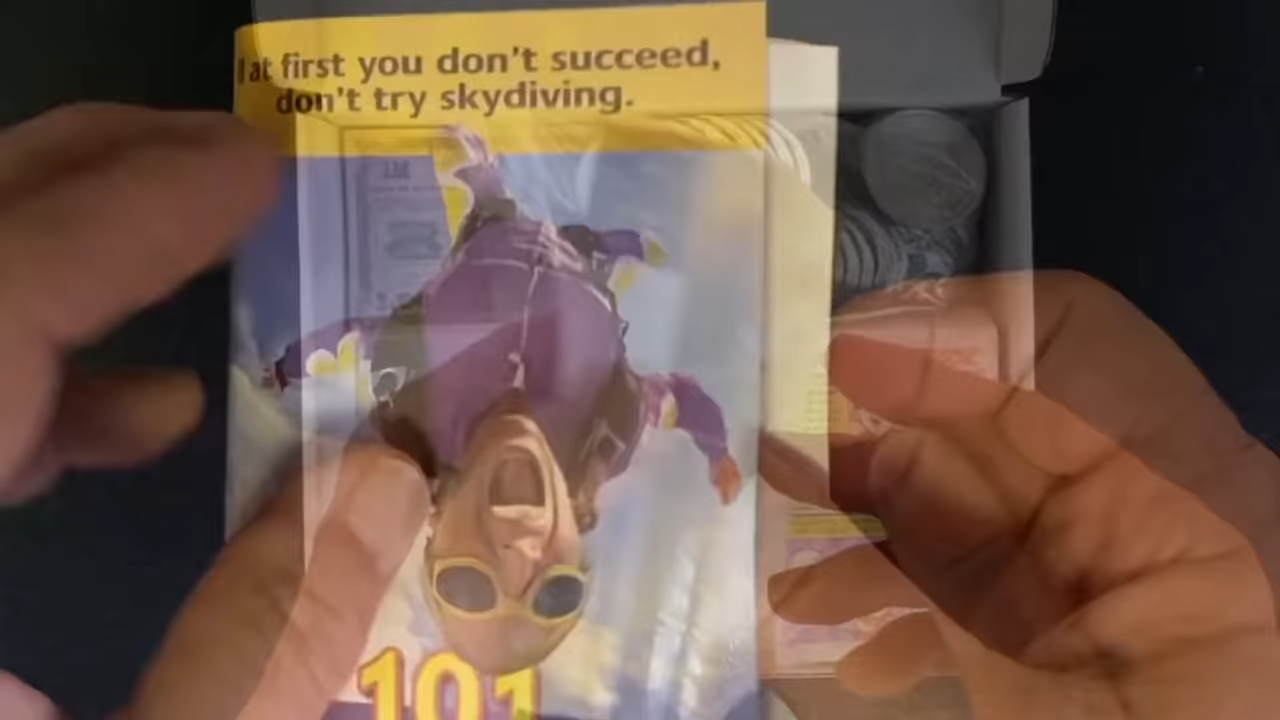 at first you don't succeed,
don't try skydiving.
101